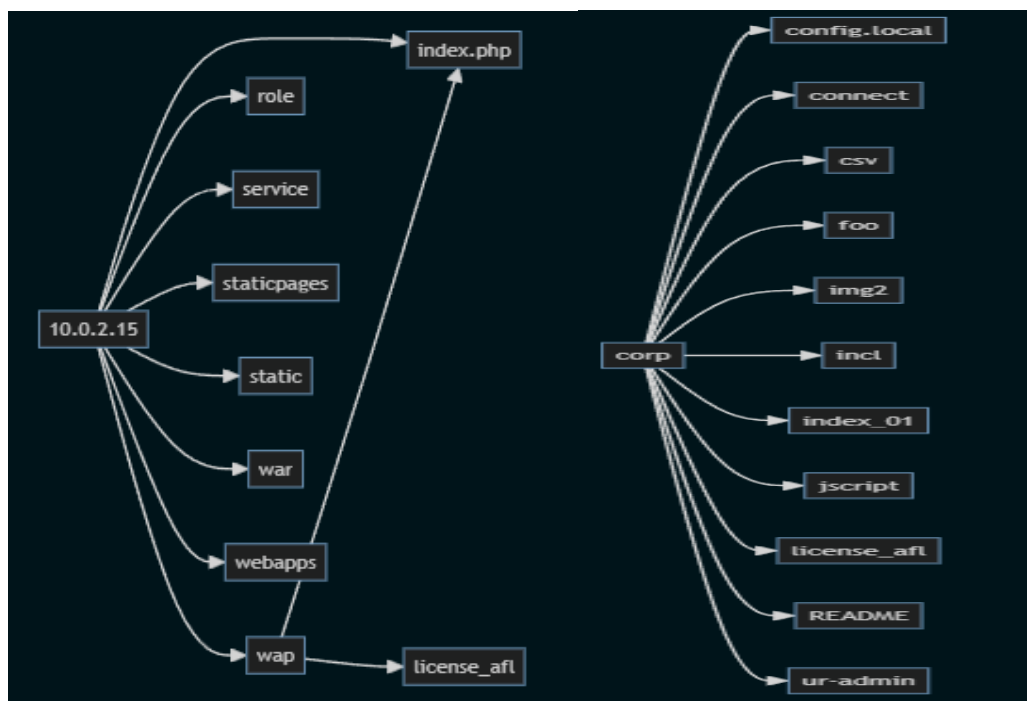 index.php
role
service
staticpages
10.0.2.15
static
war
webapps
wap
license_afl
config.local
connect
csv
foo
img2
corp
incl
index_01
jscript
license_afl
README
ur-admin